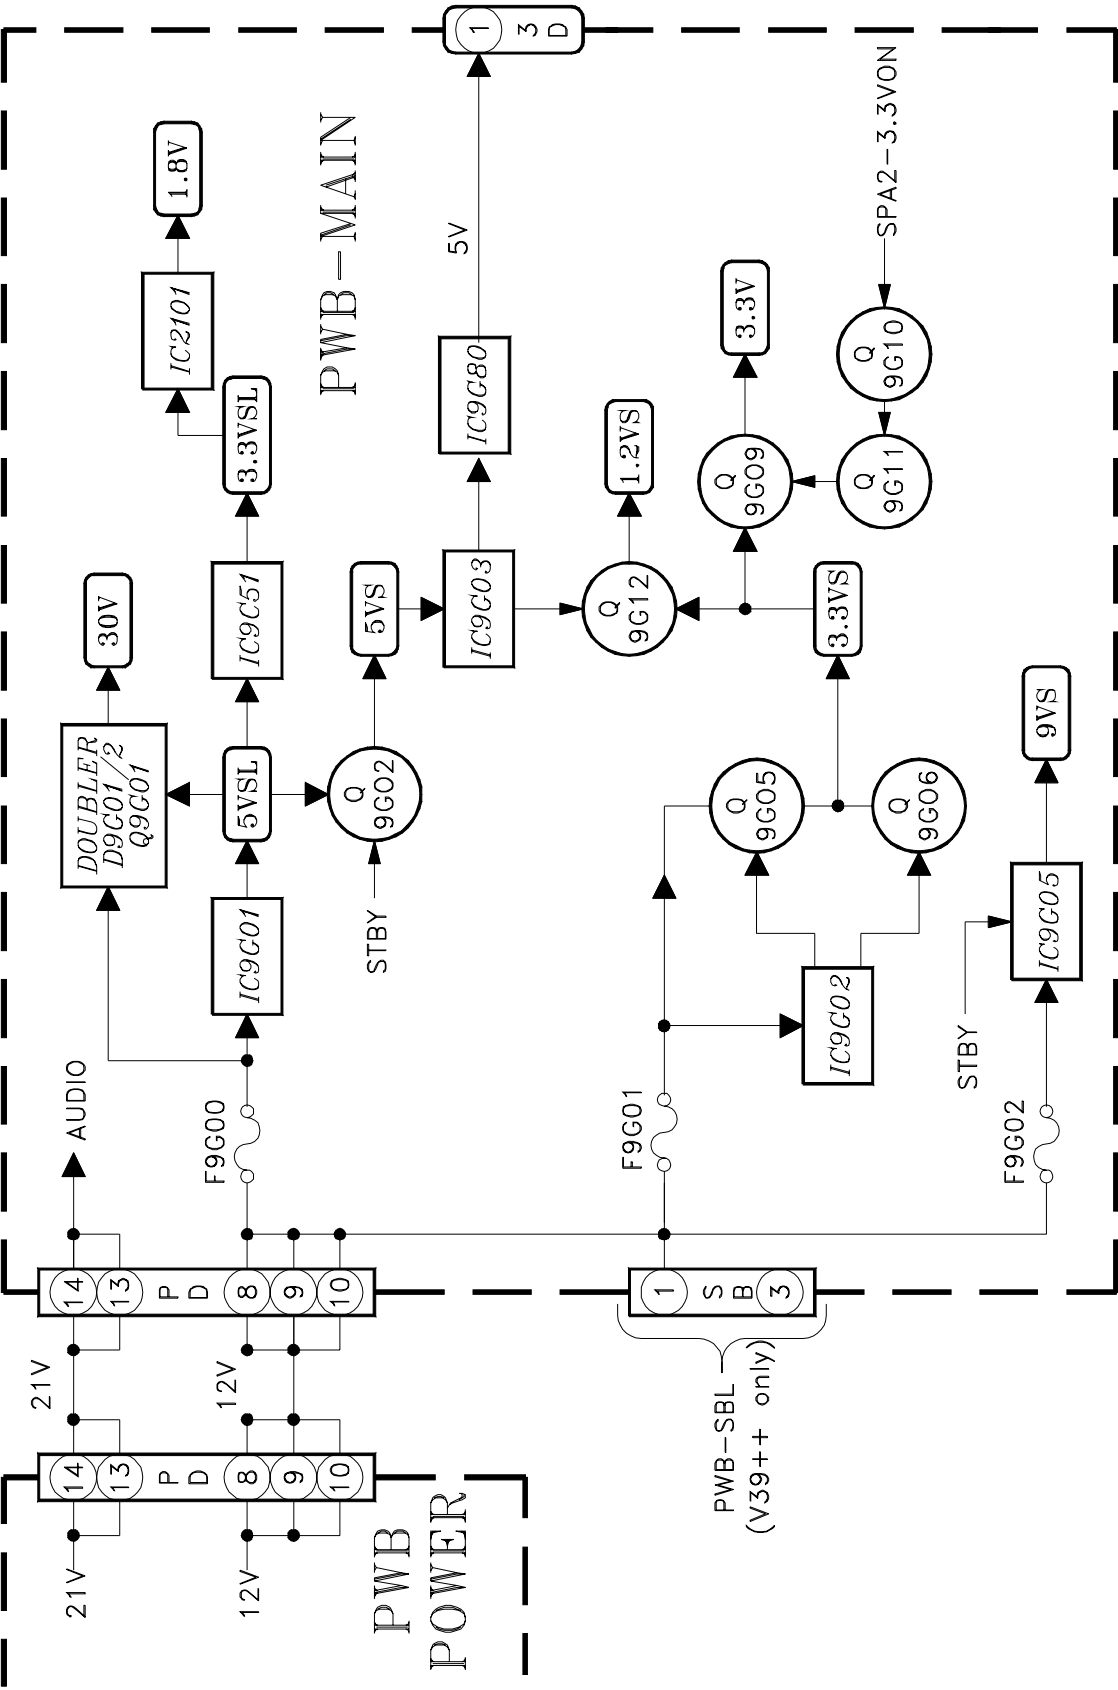 21V
14
13
P
D
8
9
10
12V
PWB
POWER
21V
12V
14
13
P
D
8
9
10
AUDIO
F9G00
DOUBLER
D9G01/2
Q9G01
30V
IC9G01
5VSL
IC9C51
3.3VSL
IC2101
1.8V
STBY
Q
9G02
5VS
PWB-MAIN
IC9G03
IC9G80
5V
1
3
D
Q
9G12
1.2VS
PWB-SBL
(V39++ only)
1
S
B
3
F9G01
IC9G02
Q
9G05
Q
9G06
3.3VS
Q
9G09
3.3V
Q
9G11
Q
9G10
SPA2-3.3VON
F9G02
STBY
IC9G05
9VS